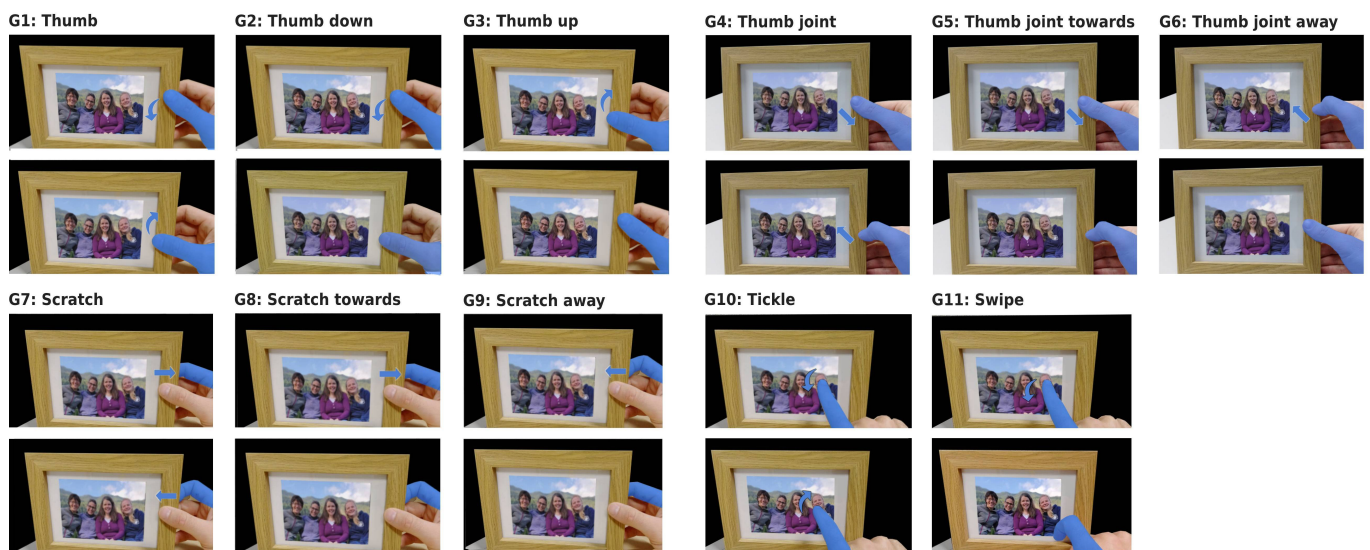 G1: Thumb
G2: Thumb down
G3: Thumb up
G4: Thumb joint
G5: Thumb joint towards
G6: Thumb joint away
G7: Scratch
G8: Scratch towards
G9: Scratch away
G10: Tickle
G11: Swipe